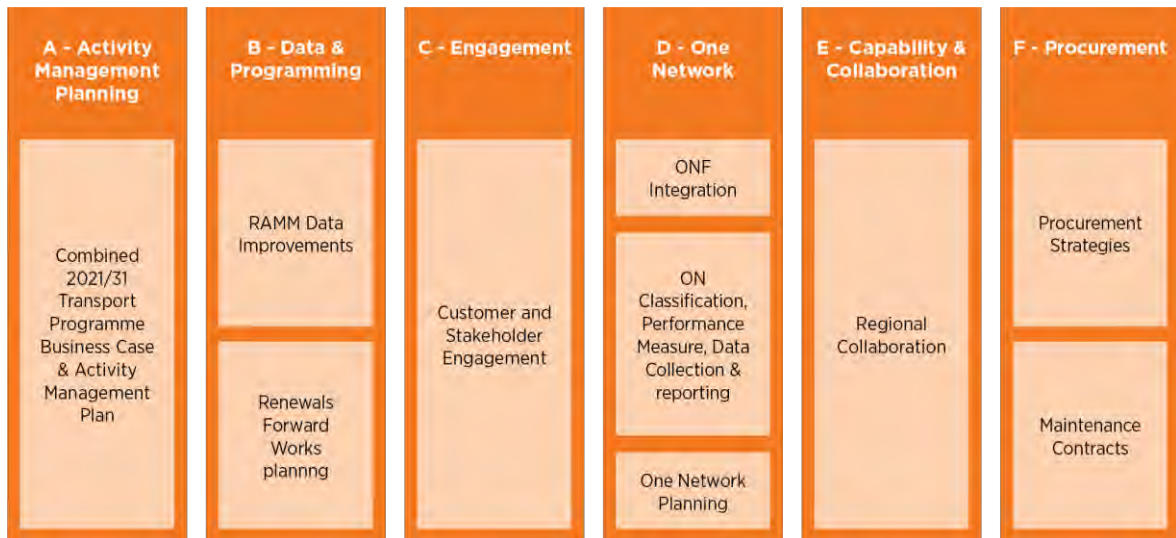 A - Activity
Management
Planning
Combined
2021/31
Transport
Programme
Business Case
& Activity
Management
Plan
B - Data &
Programming
RAMM Data
Improvements
Renewals
Forward
Works
plannng
C - Engagement
Customer and
Stakeholder
Engagement
D - One
Network
ONF
Integration
ON
Classification,
Performance
Measure, Data
Collection &
reporting
One Network
Planning
E - Capability &
Collaboration
Regional
Collaboration
F - Procurement
Procurement
Strategies
Maintenance
Contracts